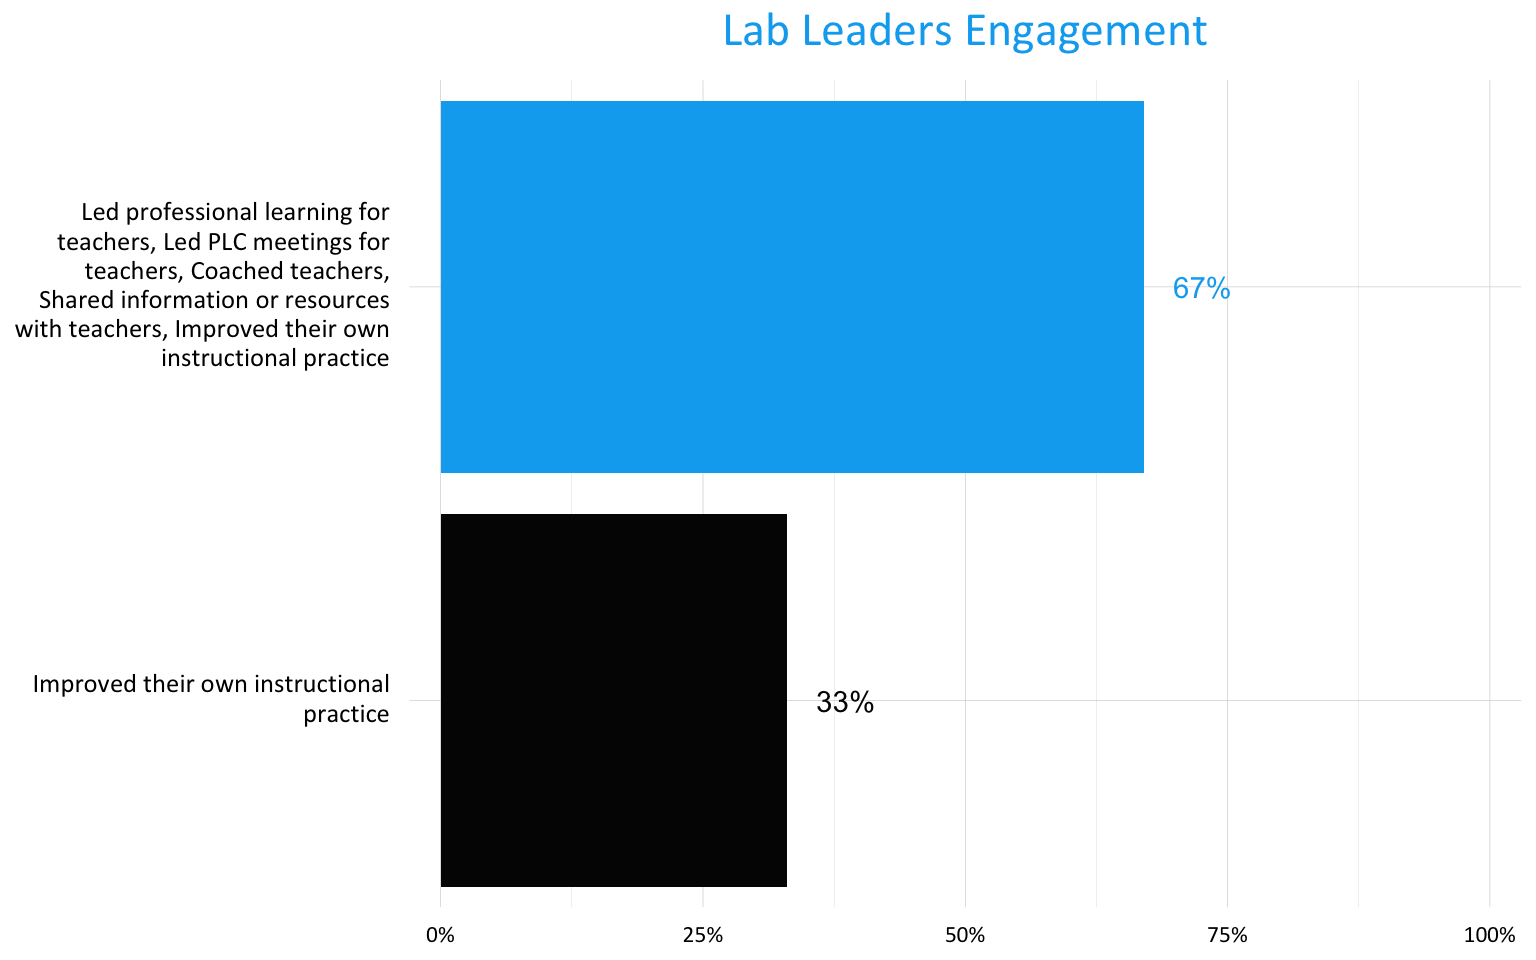 Lab Leaders Engagement
Led professional learning for
teachers, Led PLC meetings for
teachers, Coached teachers,
Shared information or resources
with teachers, Improved their own
instructional practice
67%
Improved their own instructional
practice
33%
0%
25%
50%
75%
100%